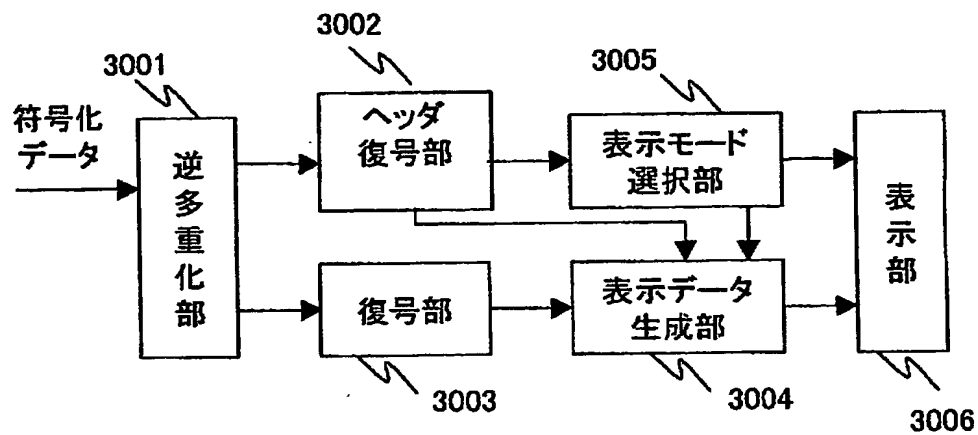 3002
3001
3005
符号化
データ
逆多重化部
ヘッダ
復号部
表示モード
選択部
表示部
復号部
表示データ
生成部
3003
3004
3006